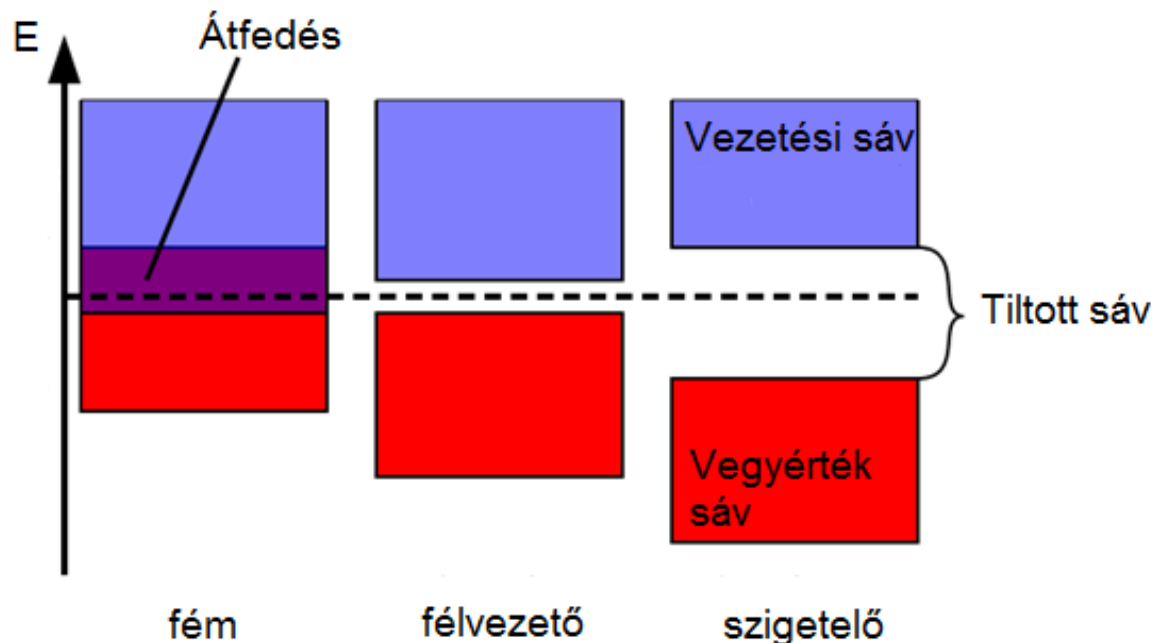 E
Átfedés
Vezetési sáv
Tiltott sáv
Vegyérték
sáv
fém
félvezető
szigetelő